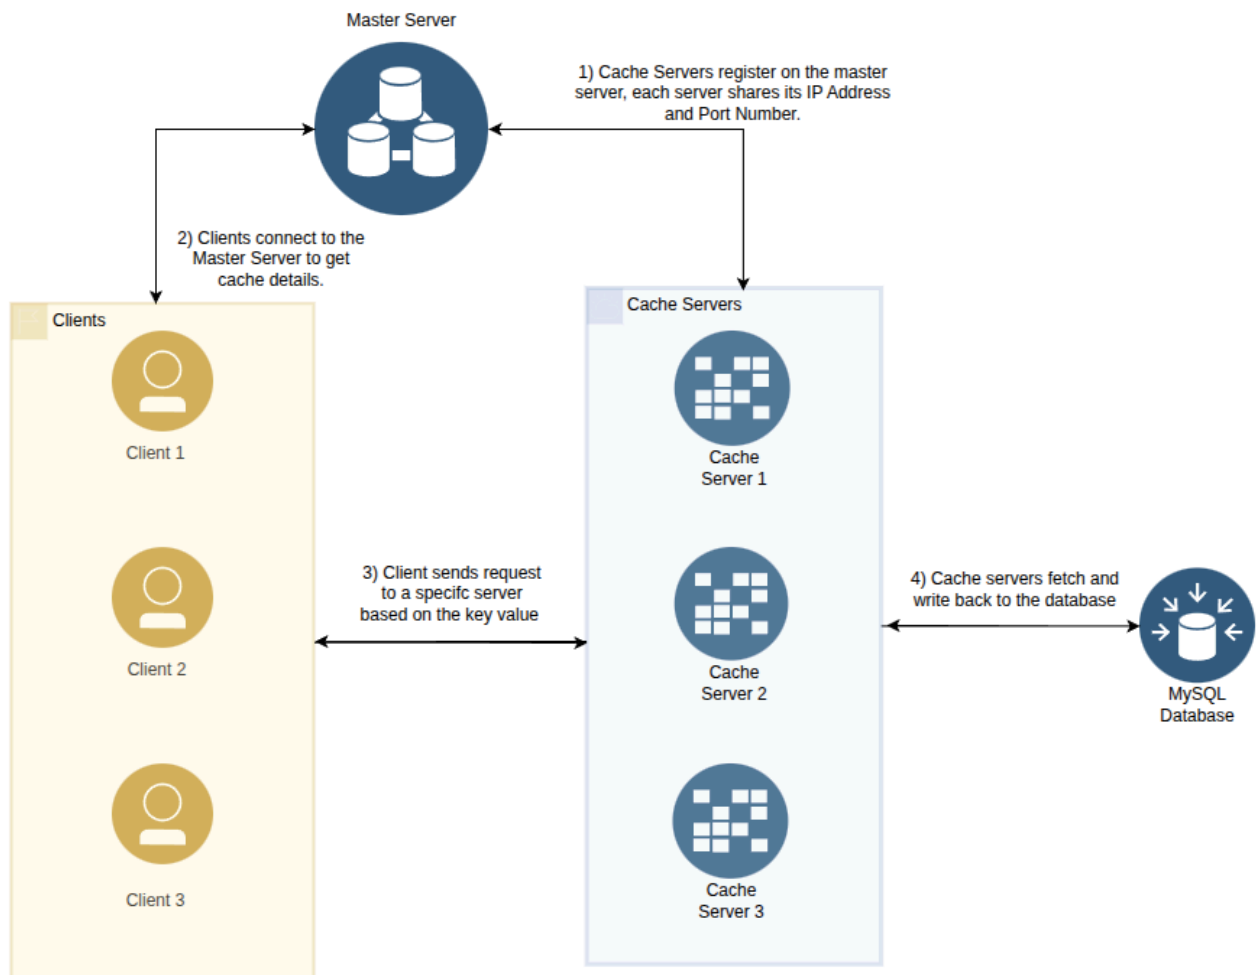 Master Server
1) Cache Servers register on the master
server, each server shares its IP Address
and Port Number.
2) Clients connect to the
Master Server to get
cache details.
Clients
Client 1
Client 2
Client 3
3) Client sends request
to a specifc server
based on the key value
Cache Servers
Cache
Server 1
Cache
Server 2
Cache
Server 3
4) Cache servers fetch and
write back to the database
MySQL
Database